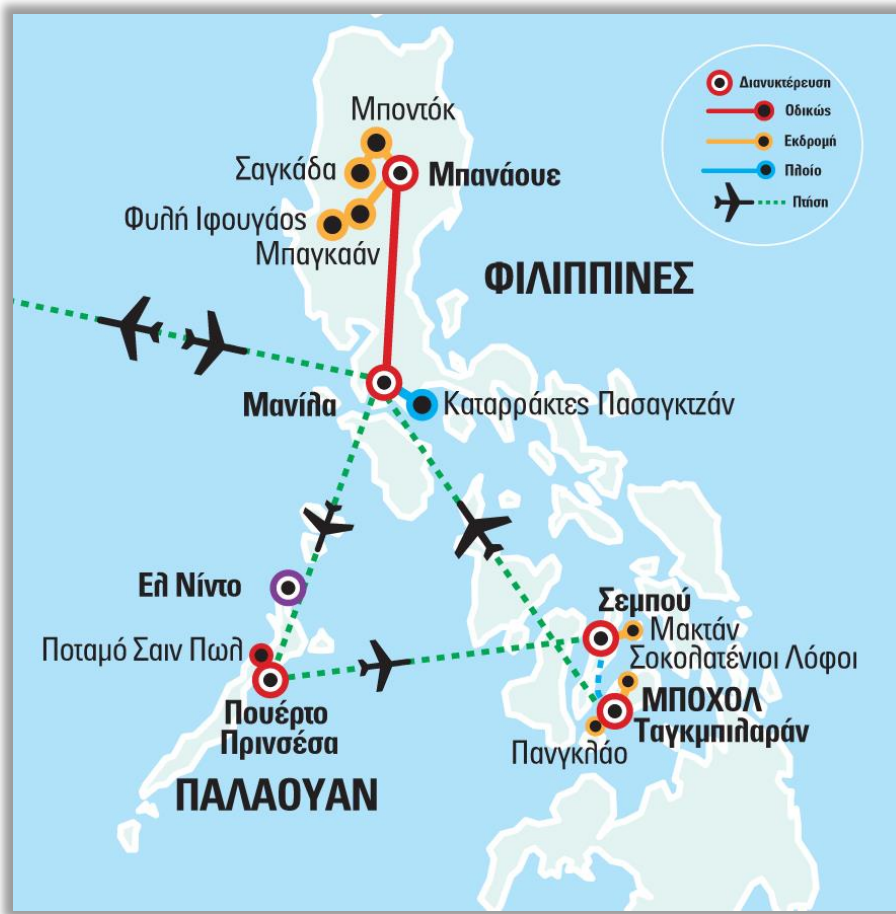 Μποντόκ
Σαγκάδα
Μπανάουε
Φυλή Ιφουγάος
Μπαγκαάν
Διανυκτέρευση
Οδικώς
Εκδρομή
Πλοίο
Πτήση
ΦΙΛΙΠΠΙΝΕΣ
Μανίλα
Καταρράκτες Πασαγκτζάν
Ελ Νίντο
Ποταμό Σαιν Πωλ
Πουέρτο
Πρινσέσα
ΠΑΛΑΟΥΑΝ
Σεμπού
Μακτάν
Σοκολατένιοι Λόφοι
ΜΠΟΧΟΛ
Ταγκμπιλαράν
Πανγκλάο